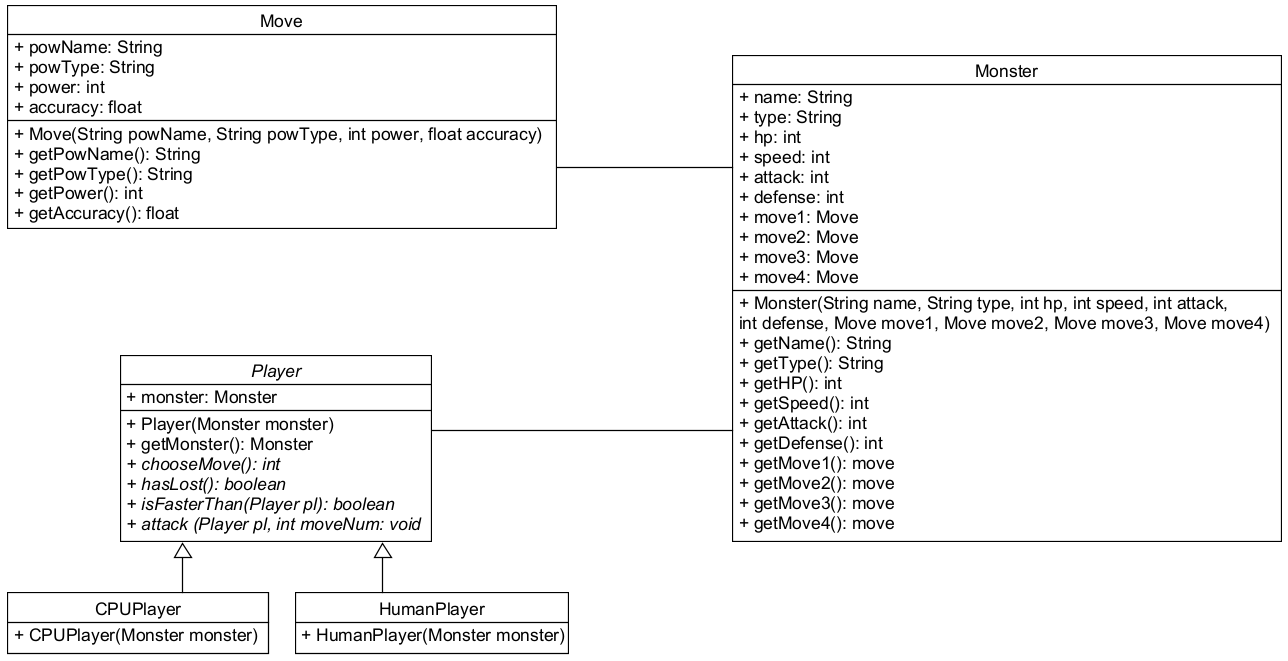 Move
+ powName: String
+ powType: String
+ power: int
+ accuracy: float
+ Move(String powName, String powType, int power, float accuracy)
+ getPowName(): String
+ getPowType(): String
+ getPower(): int
+ getAccuracy(): float
Monster
+ name: String
+ type: String
+ hp: int
+ speed: int
+ attack: int
+ defense: int
+ move1: Move
+ move2: Move
+ move3: Move
+ move4: Move
+ Monster(String name, String type, int hp, int speed, int attack,
int defense, Move move1, Move move2, Move move3, Move move4)
+ getName(): String
+ getType(): String
+ getHP(): int
+ getSpeed(): int
+ getAttack(): int
+ getDefense(): int
+ getMove1(): move
+ getMove2(): move
+ getMove3(): move
+ getMove4(): move
Player
+ monster: Monster
+ Player(Monster monster)
+ getMonster(): Monster
+ chooseMove(): int
+ hasLost(): boolean
+ isFasterThan(Player pl): boolean
+ attack (Player pl, int moveNum: void
CPUPlayer
+ CPUPlayer(Monster monster)
HumanPlayer
+ HumanPlayer(Monster monster)